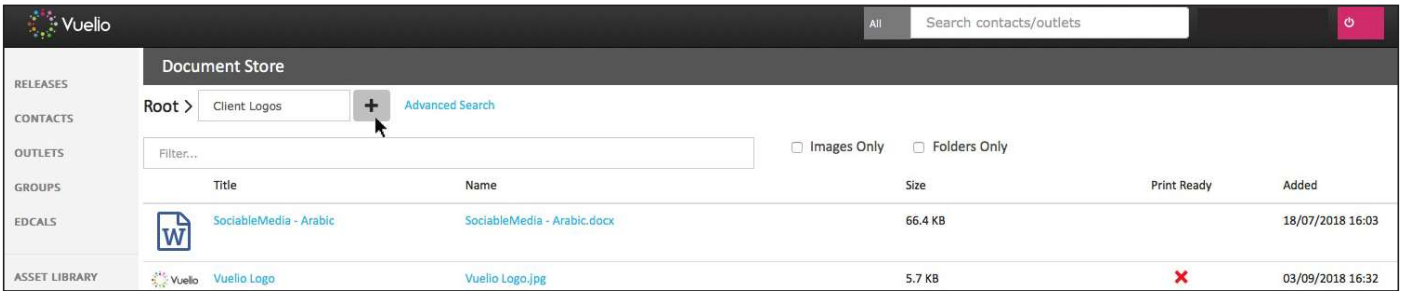 Vuelio
All
Search contacts/outlets
Document Store
RELEASES
CONTACTS
OUTLETS
GROUPS
EDCALS
ASSET LIBRARY
Root > Client Logos + Advanced Search
Filter...
Images Only Folders Only
Title Name Size Print Ready Added
W SociableMedia - Arabic SociableMedia - Arabic.docx 66.4 KB 18/07/2018 16:03
Vuelio Vuelio Logo Vuelio Logo.jpg 5.7 KB 03/09/2018 16:32